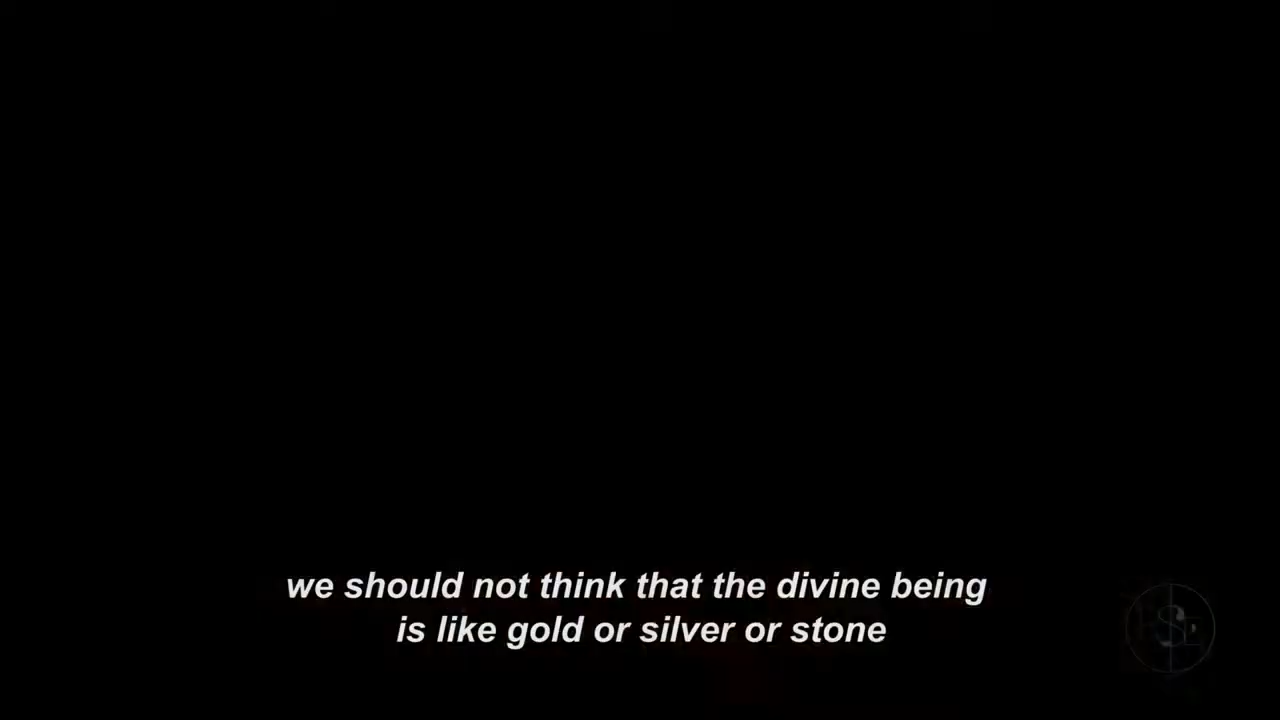 we should not think that the divine being
is like gold or silver or stone